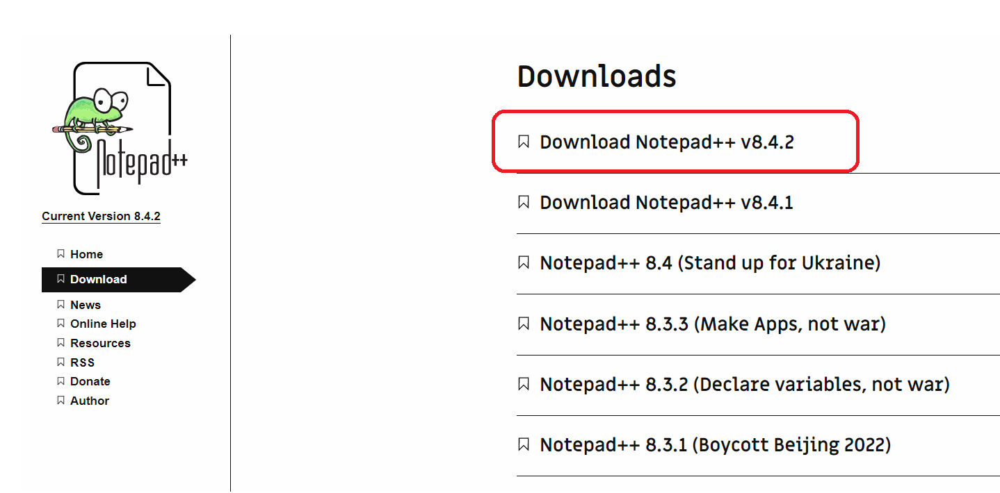 Notepad++
Current Version 8.4.2
Home
Download
News
Online Help
Resources
RSS
Donate
Author
Downloads
Download Notepad++ v8.4.2
Download Notepad++ v8.4.1
Notepad++ 8.4 (Stand up for Ukraine)
Notepad++ 8.3.3 (Make Apps, not war)
Notepad++ 8.3.2 (Declare variables, not war)
Notepad++ 8.3.1 (Boycott Beijing 2022)